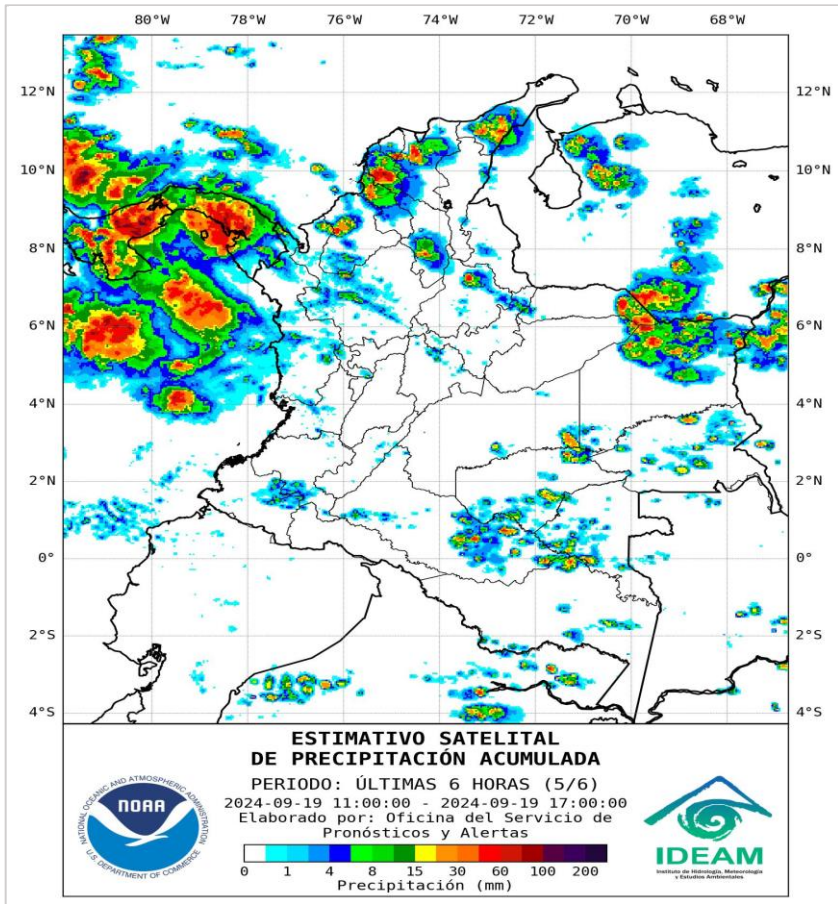 80°W 78°W 76°W 74°W 72°W 70°W 68°W
12°N 12°N
10°N 10°N
8°N 8°N
6°N 6°N
4°N 4°N
2°N 2°N
0° 0°
2°S 2°S
4°S 4°S
ESTIMATIVO SATELITAL
DE PRECIPITACIÓN ACUMULADA
PERIODO: ÚLTIMAS 6 HORAS (5/6)
2024-09-19 11:00:00 - 2024-09-19 17:00:00
Elaborado por: Oficina del Servicio de
Pronósticos y Alertas
0 1 4 8 15 30 60 100 200
Precipitación (mm)
NATIONAL OCEANIC AND ATMOSPHERIC ADMINISTRATION
NOAA
U.S. DEPARTMENT OF COMMERCE
IDEAM
Instituto de Hidrología, Meteorología
y Estudios Ambientales